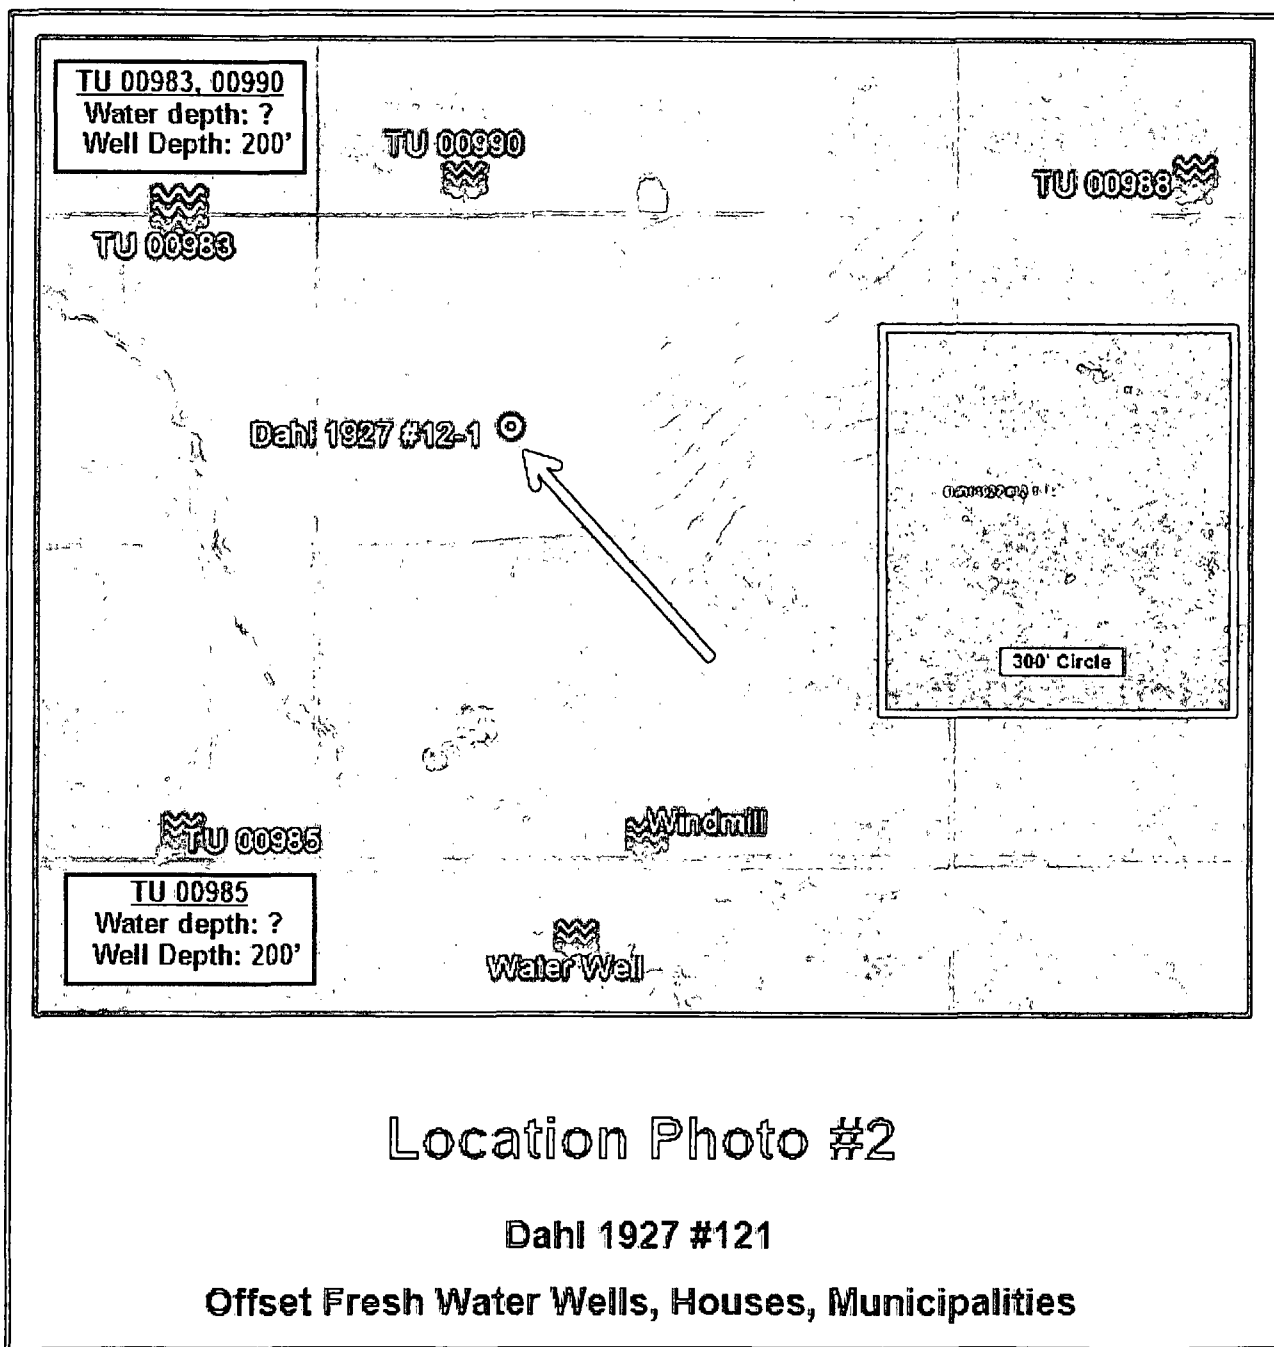 TU 00983, 00990
Water depth: ?
Well Depth: 200'
TU 00990
TU 00988
TU 00983
Dahl 1927 #12-1
300' Circle
Windmill
TU 00985
TU 00985
Water depth: ?
Well Depth: 200'
Water Well
Location Photo #2
Dahl 1927 #121
Offset Fresh Water Wells, Houses, Municipalities